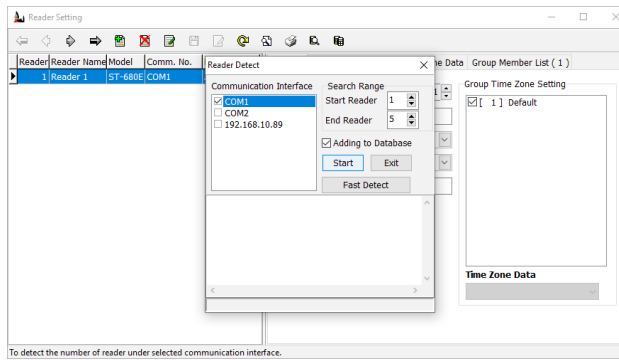 Reader Setting
Reader Reader Name Model Comm. No.
1 Reader 1 ST-680E COM1
Reader Detect
Communication Interface
COM1
COM2
192.168.10.89
Search Range
Start Reader 1
End Reader 5
Adding to Database
Start Exit
Fast Detect
ne Data Group Member List ( 1 )
1
Group Time Zone Setting
[ 1 ] Default
Time Zone Data
To detect the number of reader under selected communication interface.